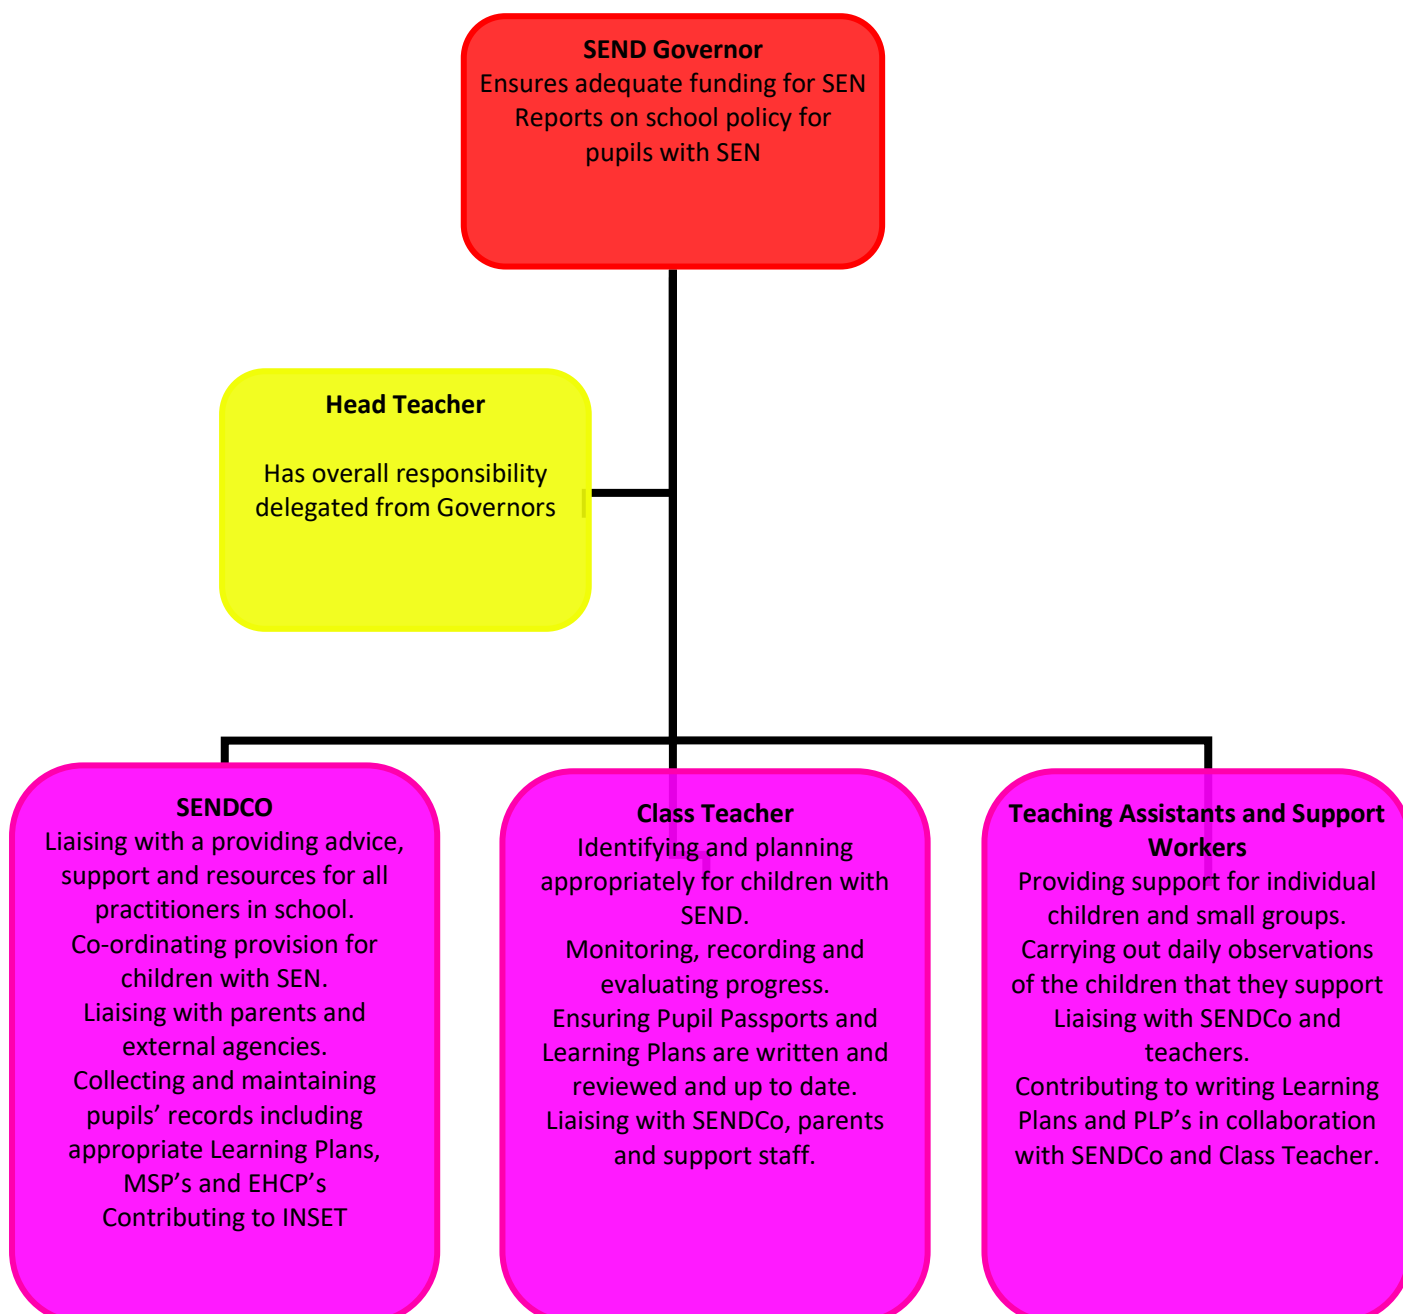 SEND Governor
Ensures adequate funding for SEN
Reports on school policy for
pupils with SEN
Head Teacher
Has overall responsibility
delegated from Governors
SENDCO
Liaising with a providing advice,
support and resources for all
practitioners in school.
Co-ordinating provision for
children with SEN.
Liaising with parents and
external agencies.
Collecting and maintaining
pupils’ records including
appropriate Learning Plans,
MSP’s and EHCP’s
Contributing to INSET
Class Teacher
Identifying and planning
appropriately for children with
SEND.
Monitoring, recording and
evaluating progress.
Ensuring Pupil Passports and
Learning Plans are written and
reviewed and up to date.
Liaising with SENDCo, parents
and support staff.
Teaching Assistants and Support
Workers
Providing support for individual
children and small groups.
Carrying out daily observations
of the children that they support
Liaising with SENDCo and
teachers.
Contributing to writing Learning
Plans and PLP’s in collaboration
with SENDCo and Class Teacher.